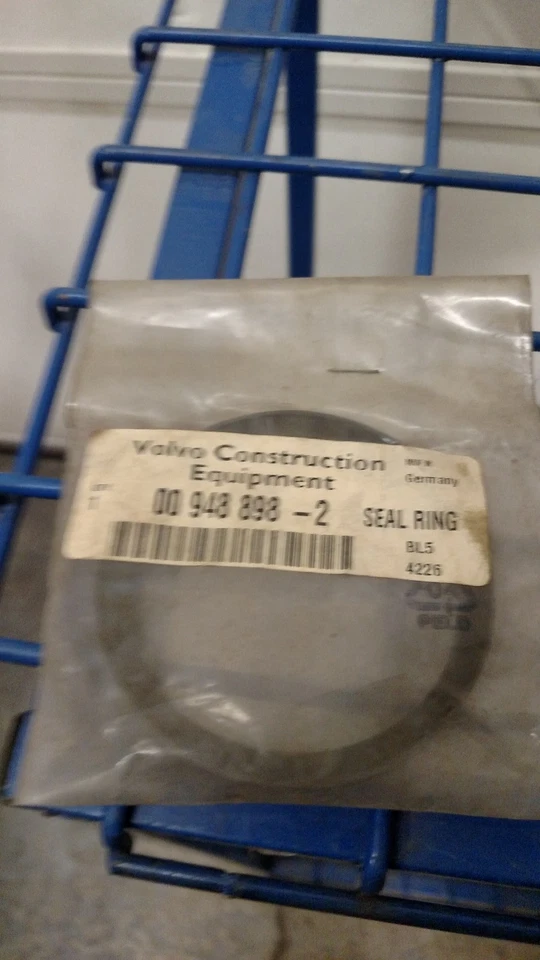 Volvo Construction
Equipment
Germany
00 948 898 -2
SEAL RING
BL5
4226